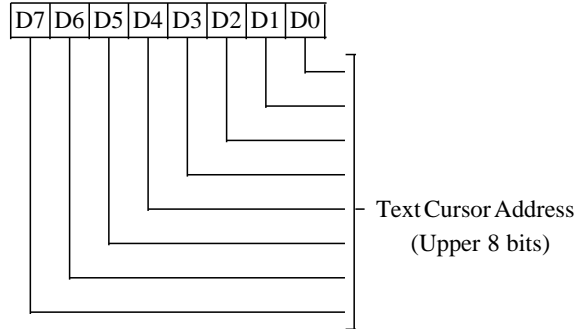 D7 D6 D5 D4 D3 D2 D1 D0
Text Cursor Address
(Upper 8 bits)